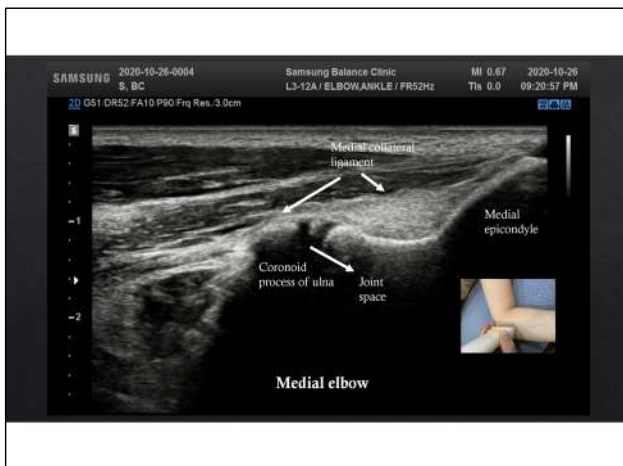 SAMSUNG
2020-10-26-0004
S, BC
Samsung Balance Clinic
L3-12A / ELBOW,ANKLE / FR52Hz
MI 0.67
TIs 0.0
2020-10-26
09:20:57 PM
2D G51/DR52/FA10/P90/Frq Res./3.0cm
S
Medial collateral
ligament
-1
Medial
epicondyle
Coronoid
process of ulna
Joint
space
-2
Medial elbow